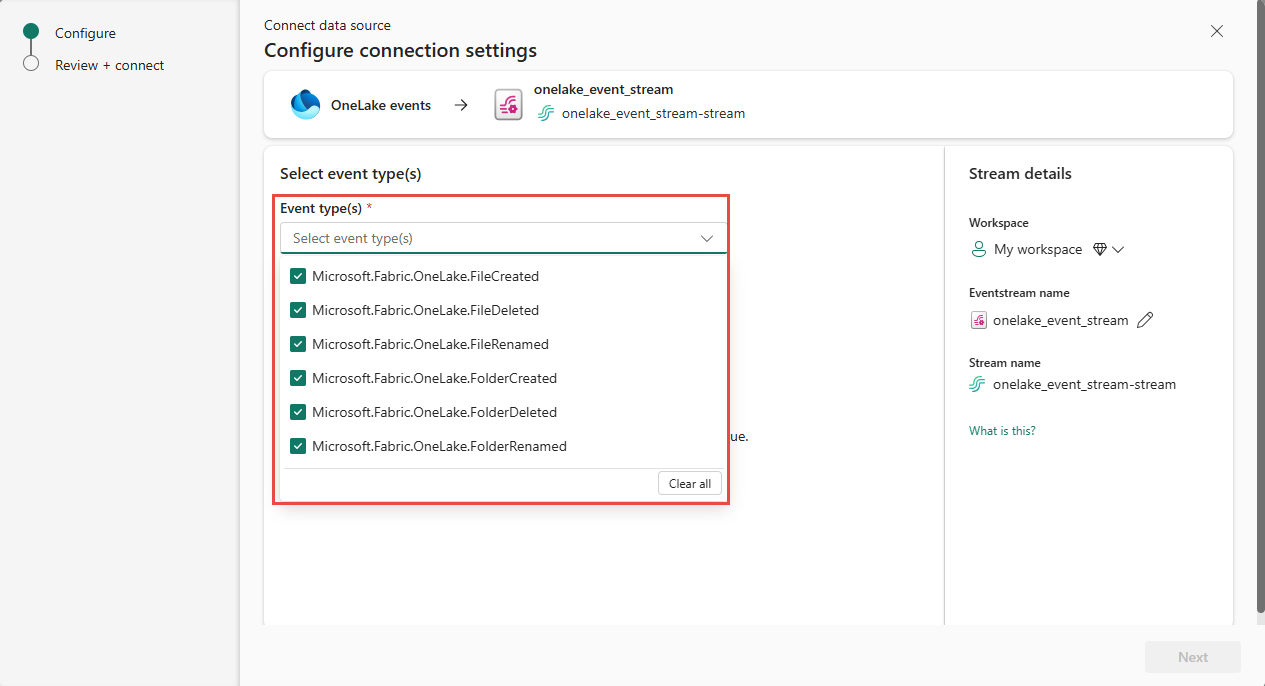 Configure
Review + connect
Connect data source
Configure connection settings
OneLake events
onelake_event_stream
onelake_event_stream-stream
Select event type(s)
Event type(s) *
Select event type(s)
Microsoft.Fabric.OneLake.FileCreated
Microsoft.Fabric.OneLake.FileDeleted
Microsoft.Fabric.OneLake.FileRenamed
Microsoft.Fabric.OneLake.FolderCreated
Microsoft.Fabric.OneLake.FolderDeleted
Microsoft.Fabric.OneLake.FolderRenamed
ue.
Clear all
Stream details
Workspace
My workspace
Eventstream name
onelake_event_stream
Stream name
onelake_event_stream-stream
What is this?
Next